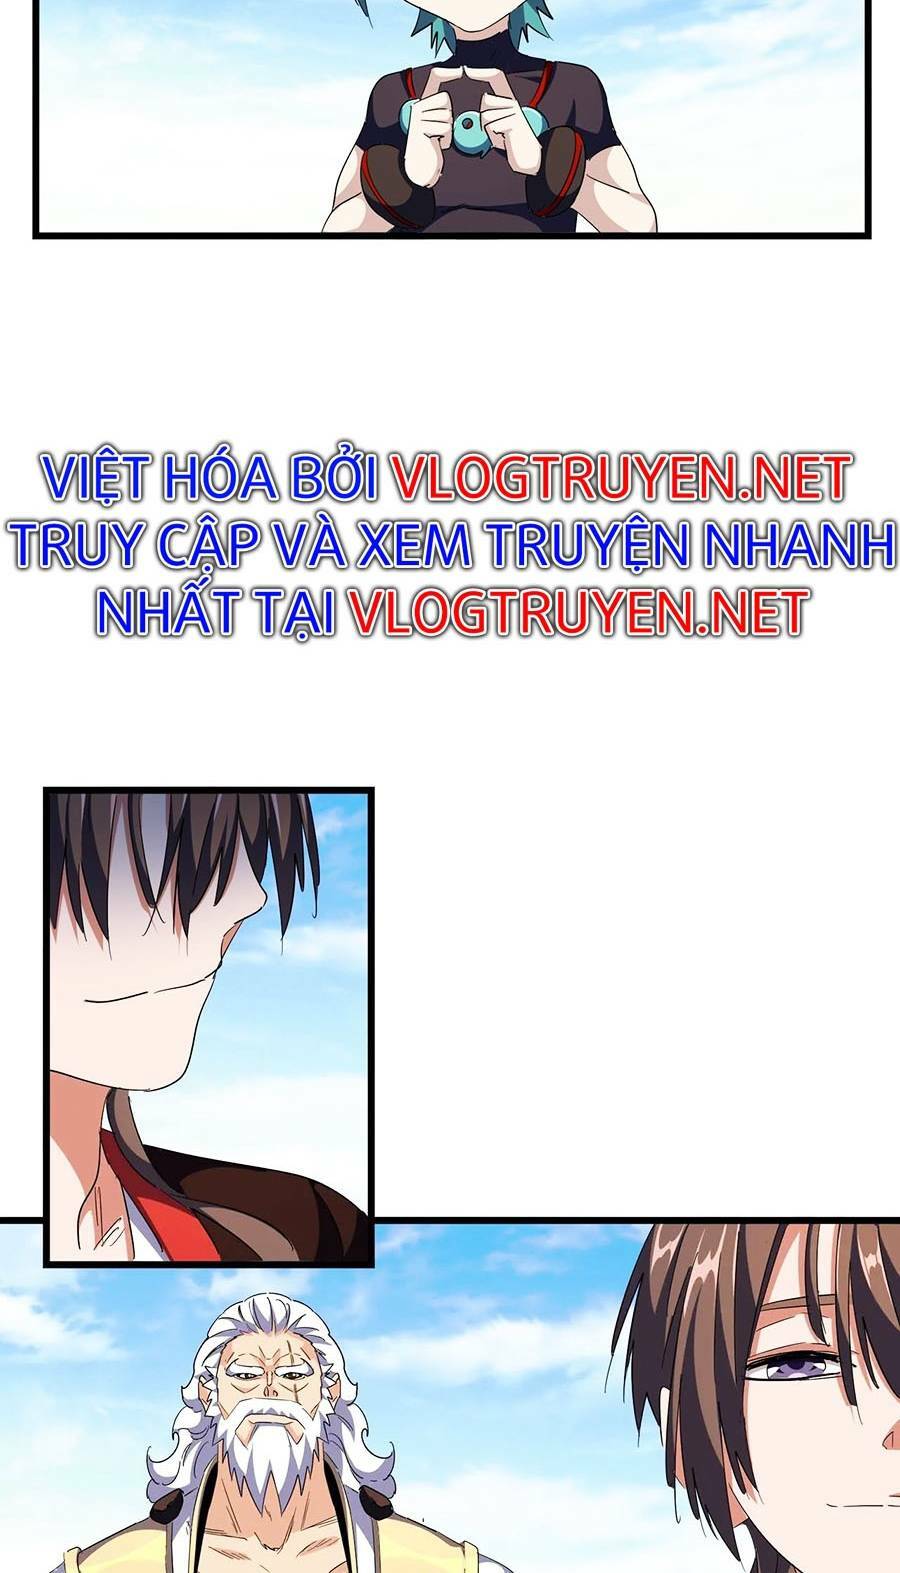 VIỆT HÓA BỞI VLOGTRUYEN.NET
TRUY CẬP VÀ XEM TRUYỆN NHANH
NHẤT TẠI VLOGTRUYEN.NET